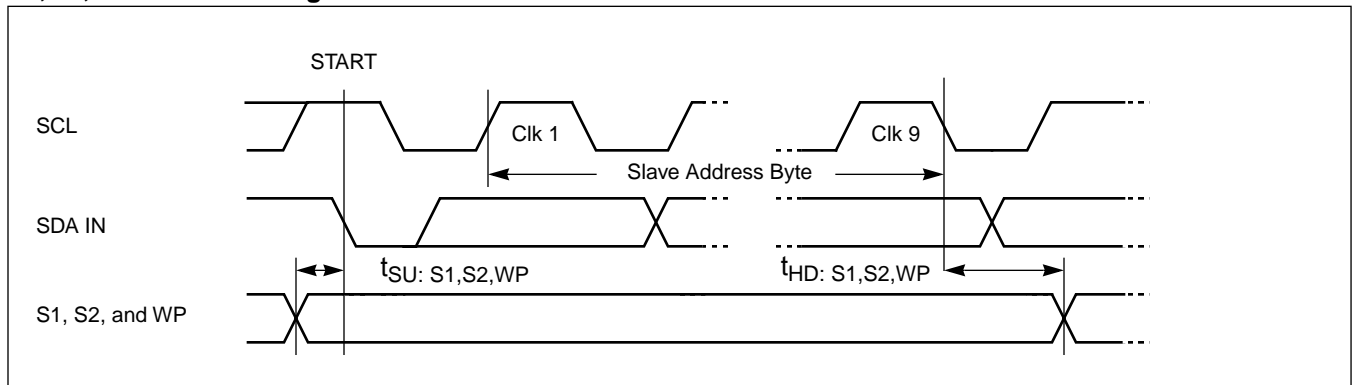 START
SCL
Clk 1
Clk 9
Slave Address Byte
SDA IN
tSU: S1,S2,WP
tHD: S1,S2,WP
S1, S2, and WP